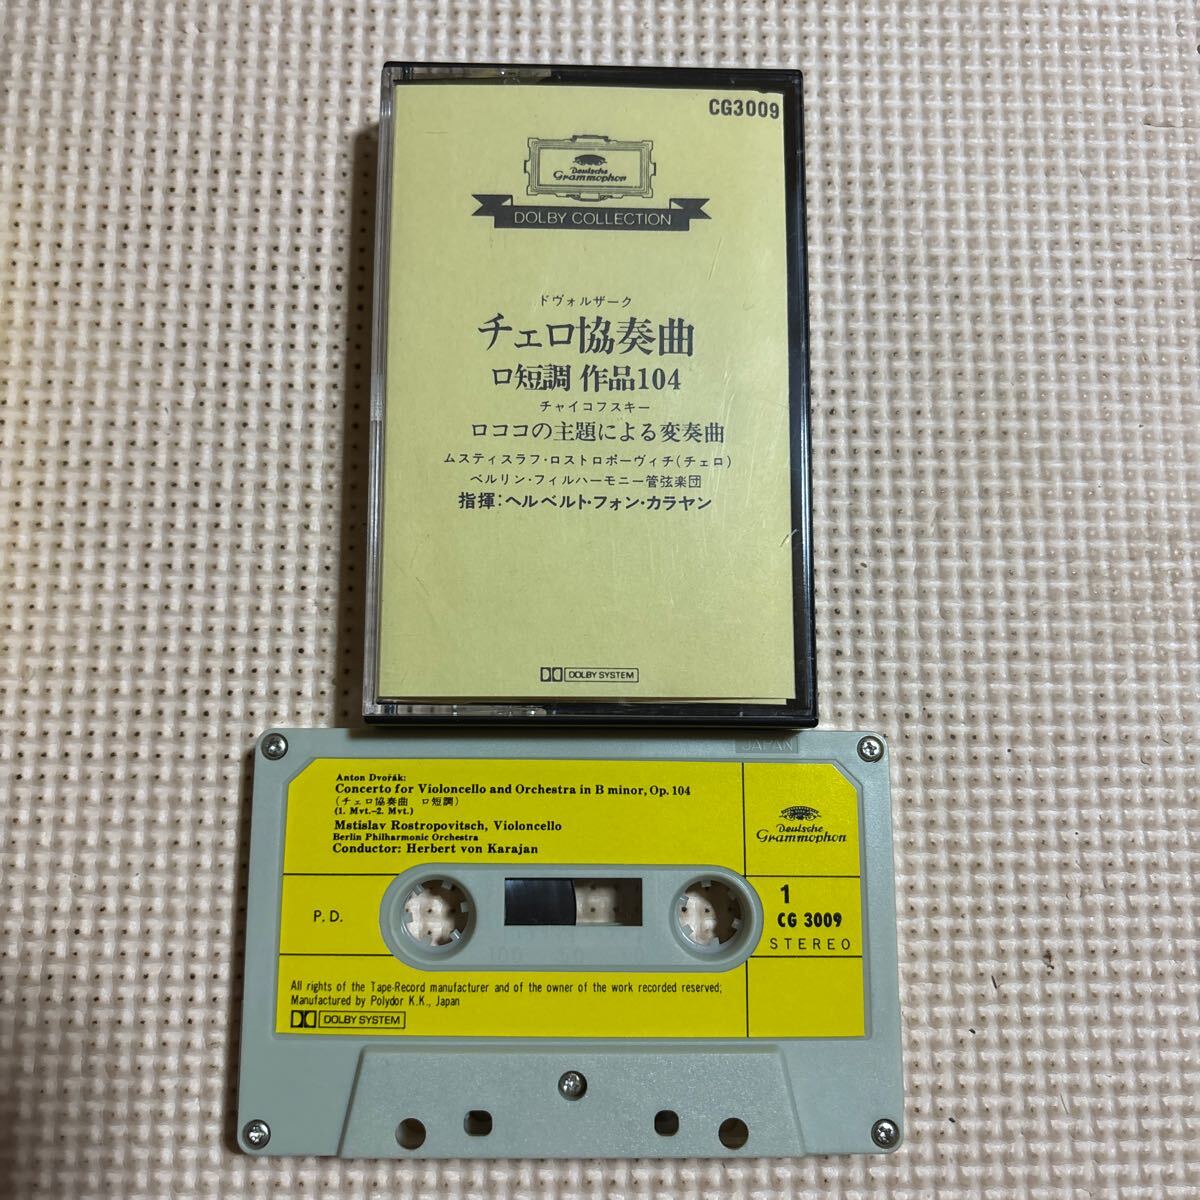 CG3009
Deutsche
Grammophon
DOLBY COLLECTION
ドヴォルザーク
チェロ協奏曲
ロ短調 作品104
チャイコフスキー
ロココの主題による変奏曲
ムスティスラフ・ロストロポーヴィチ(チェロ)
ベルリン・フィルハーモニー管弦楽団
指揮:ヘルベルト・フォン・カラヤン
DOLBY SYSTEM
JAPAN
Anton Dvořák:
Concerto for Violoncello and Orchestra in B minor, Op. 104
(チェロ協奏曲 ロ短調)
(1. Mvt.–2. Mvt.)
Mstislav Rostropovitsch, Violoncello
Berlin Philharmonic Orchestra
Conductor: Herbert von Karajan
Deutsche
Grammophon
P. D.
1
CG 3009
STEREO
100 50 0
All rights of the Tape-Record manufacturer and of the owner of the work recorded reserved;
Manufactured by Polydor K.K., Japan
DOLBY SYSTEM